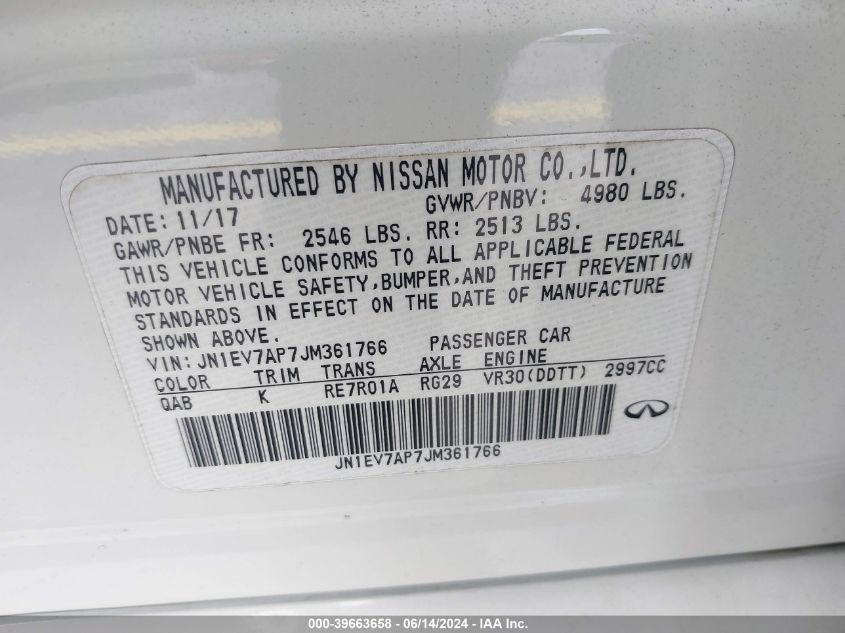 MANUFACTURED BY NISSAN MOTOR CO.,LTD.
DATE: 11/17 GVWR/PNBV: 4980 LBS.
GAWR/PNBE FR: 2546 LBS. RR: 2513 LBS.
THIS VEHICLE CONFORMS TO ALL APPLICABLE FEDERAL
MOTOR VEHICLE SAFETY,BUMPER,AND THEFT PREVENTION
STANDARDS IN EFFECT ON THE DATE OF MANUFACTURE
SHOWN ABOVE.
VIN: JN1EV7AP7JM361766 PASSENGER CAR
COLOR TRIM TRANS AXLE ENGINE
QAB K RE7R01A RG29 VR30(DDTT) 2997CC
JN1EV7AP7JM361766
000-39663658 - 06/14/2024 - IAA Inc.